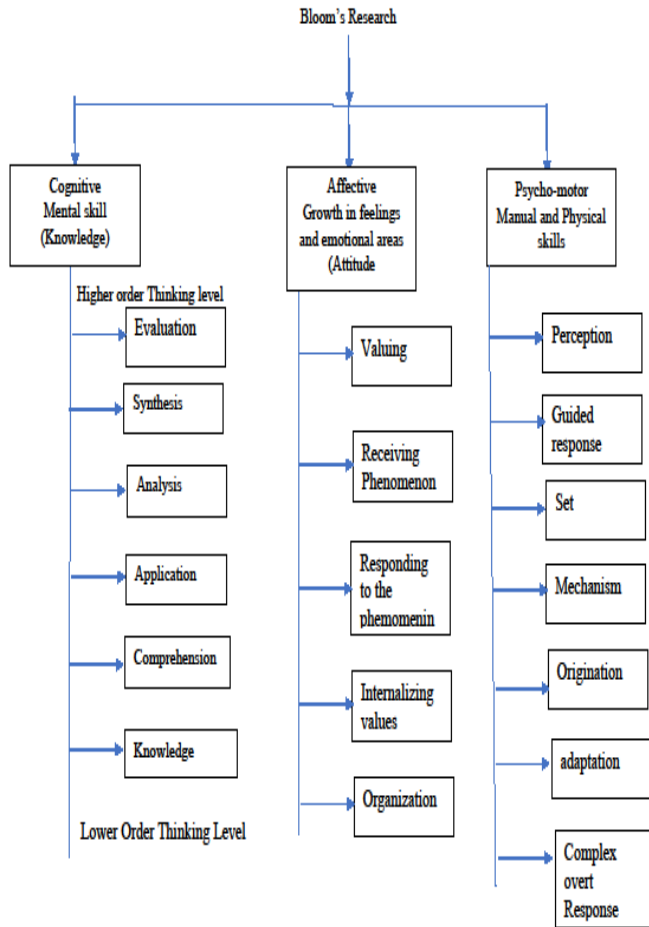 Bloom's Research
Cognitive
Mental skill
(Knowledge)
Higher order Thinking level
Evaluation
Synthesis
Analysis
Application
Comprehension
Knowledge
Lower Order Thinking Level
Affective
Growth in feelings
and emotional areas
(Attitude
Valuing
Receiving
Phenomenon
Responding
to the
phemomenin
Internalizing
values
Organization
Psycho-motor
Manual and Physical
skills
Perception
Guided
response
Set
Mechanism
Origination
adaptation
Complex
overt
Response